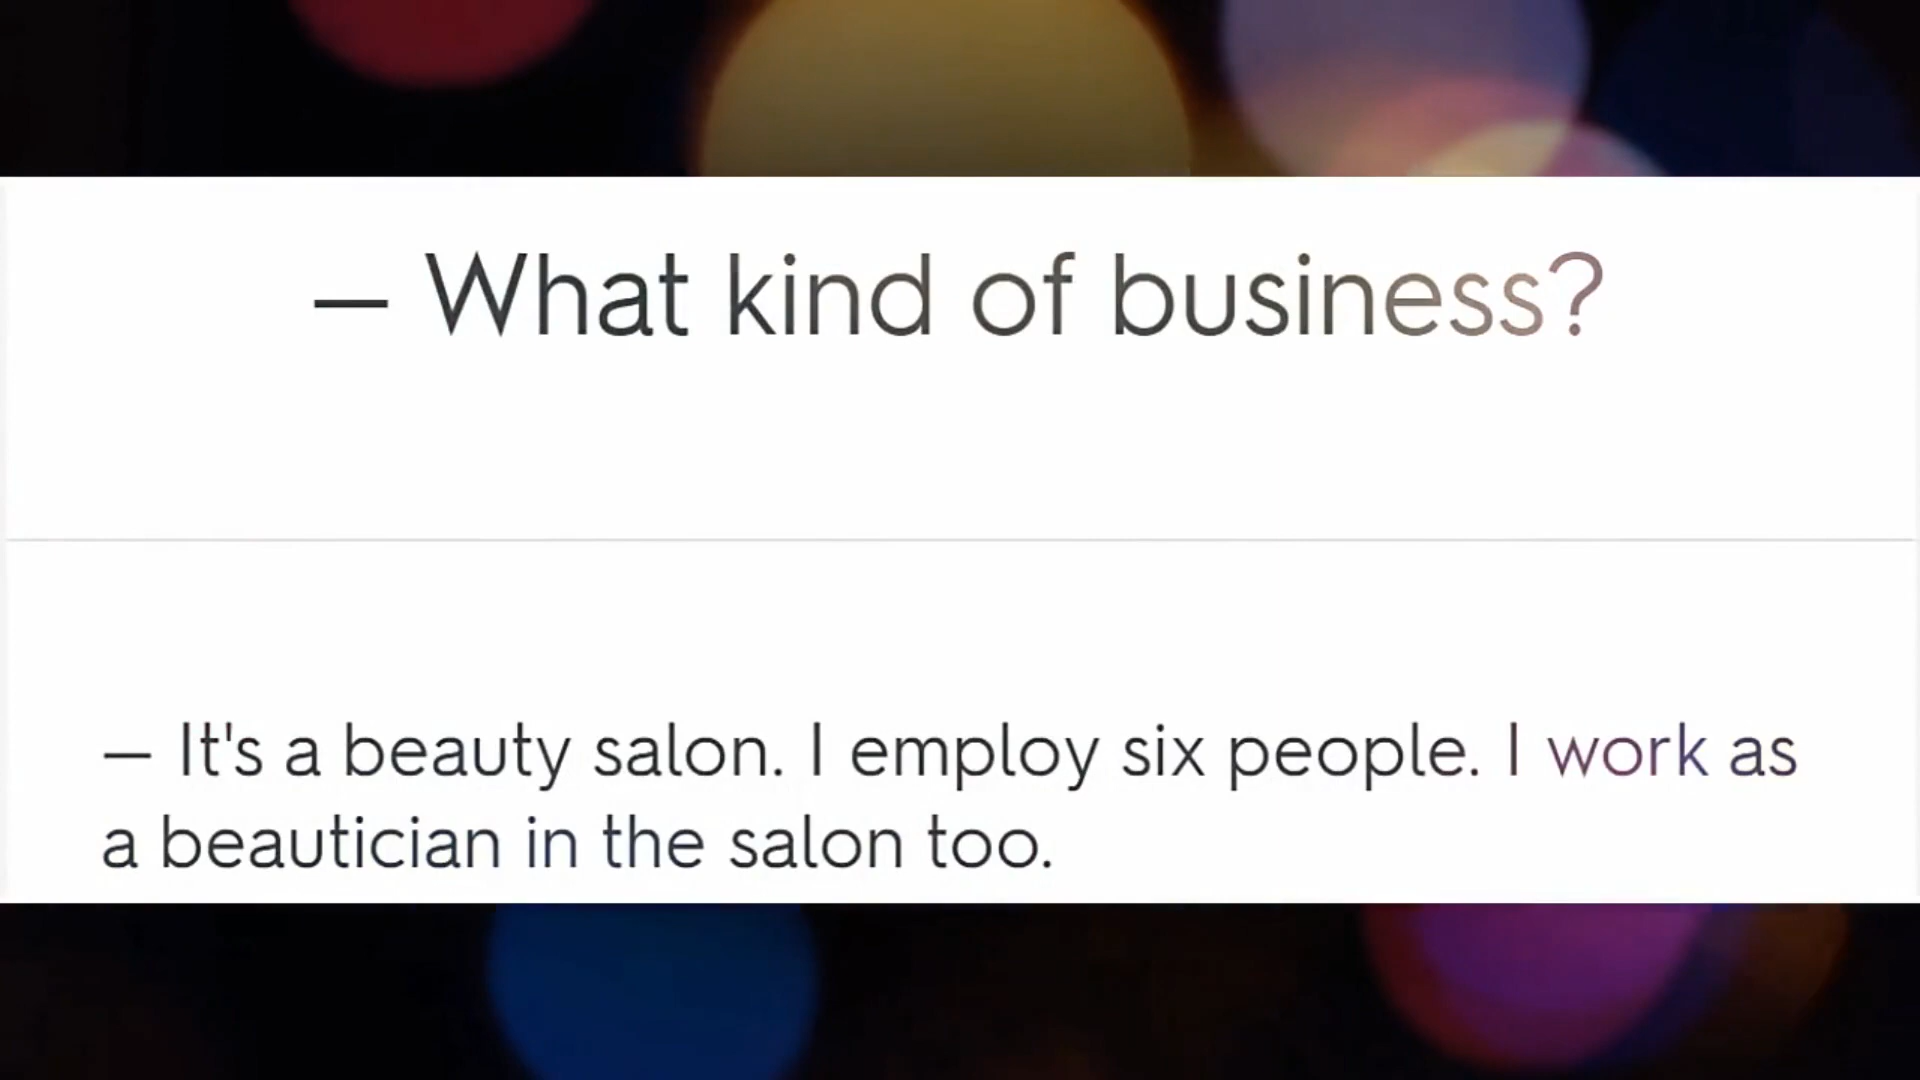 – What kind of business?
– It's a beauty salon. I employ six people. I work as
a beautician in the salon too.